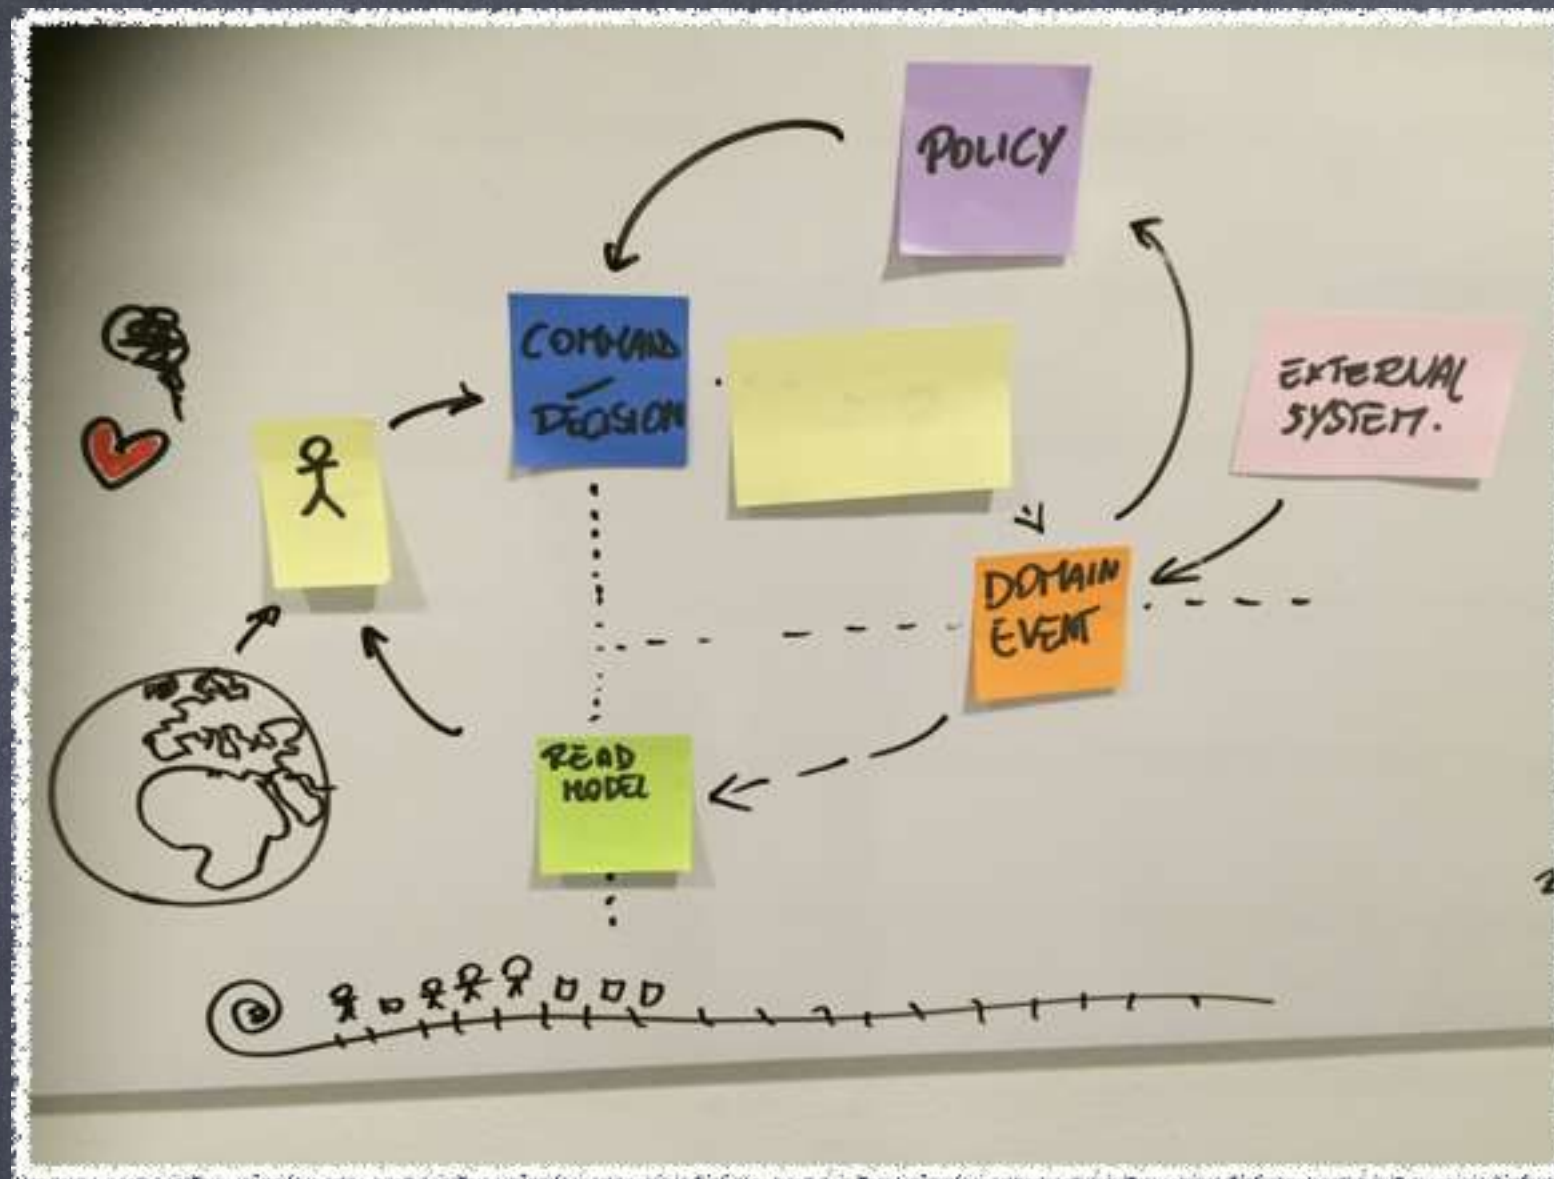 POLICY
COMMAND
DECISION
EXTERNAL
SYSTEM.
DOMAIN
EVENT
READ
MODEL